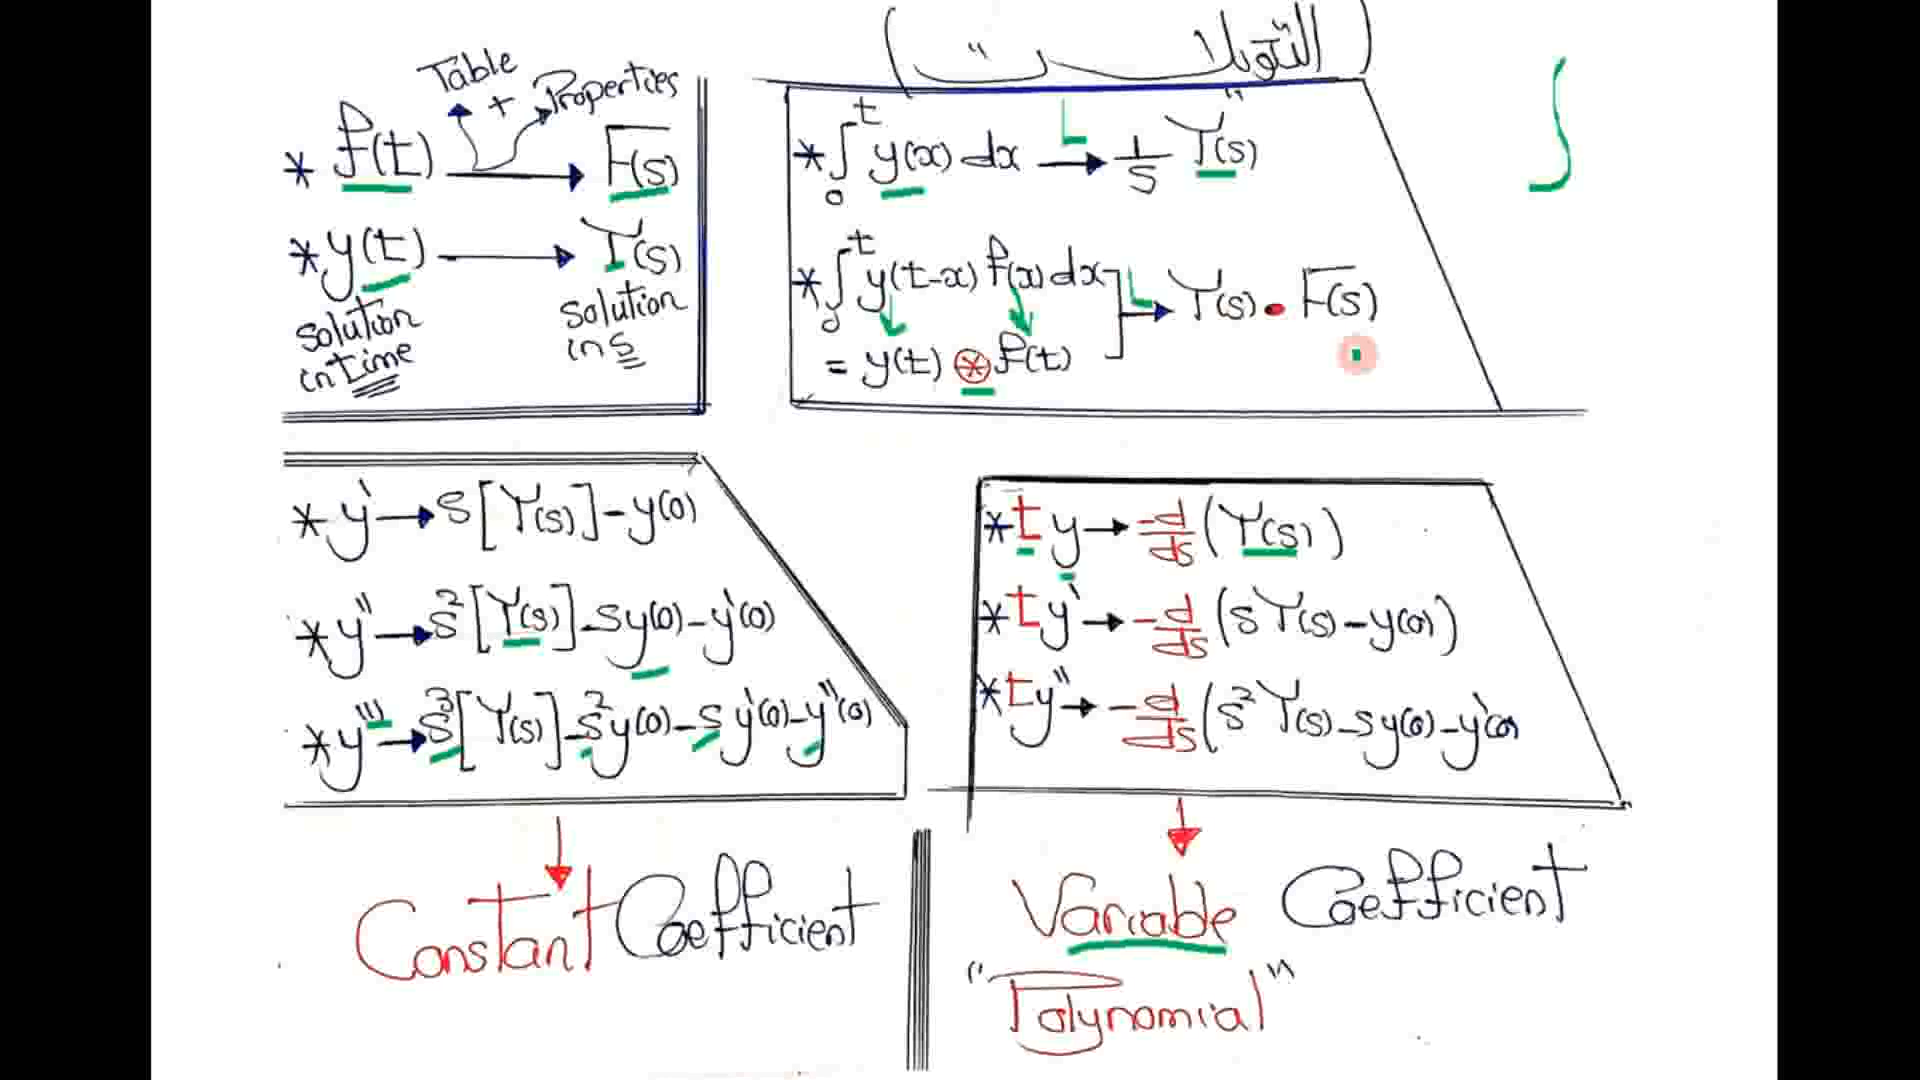 (التحويلات)
Table + Properties
* f(t) → F(s)
* y(t) → Y(s)
solution in time
solution in s
* ∫₀ᵗ y(x) dx —L→ 1/s Y(s)
* ∫₀ᵗ y(t-x) f(x) dx
= y(t) ⊛ f(t)
—L→ Y(s) • F(s)
∫
* y' → s[Y(s)] - y(0)
* y'' → s²[Y(s)] - sy(0) - y'(0)
* y''' → s³[Y(s)] - s²y(0) - sy'(0) - y''(0)
Constant Coefficient
* ty → -d/ds (Y(s))
* ty' → -d/ds (sY(s) - y(0))
* ty'' → -d/ds (s²Y(s) - sy(0) - y'(0)
Variable Coefficient
"Polynomial"